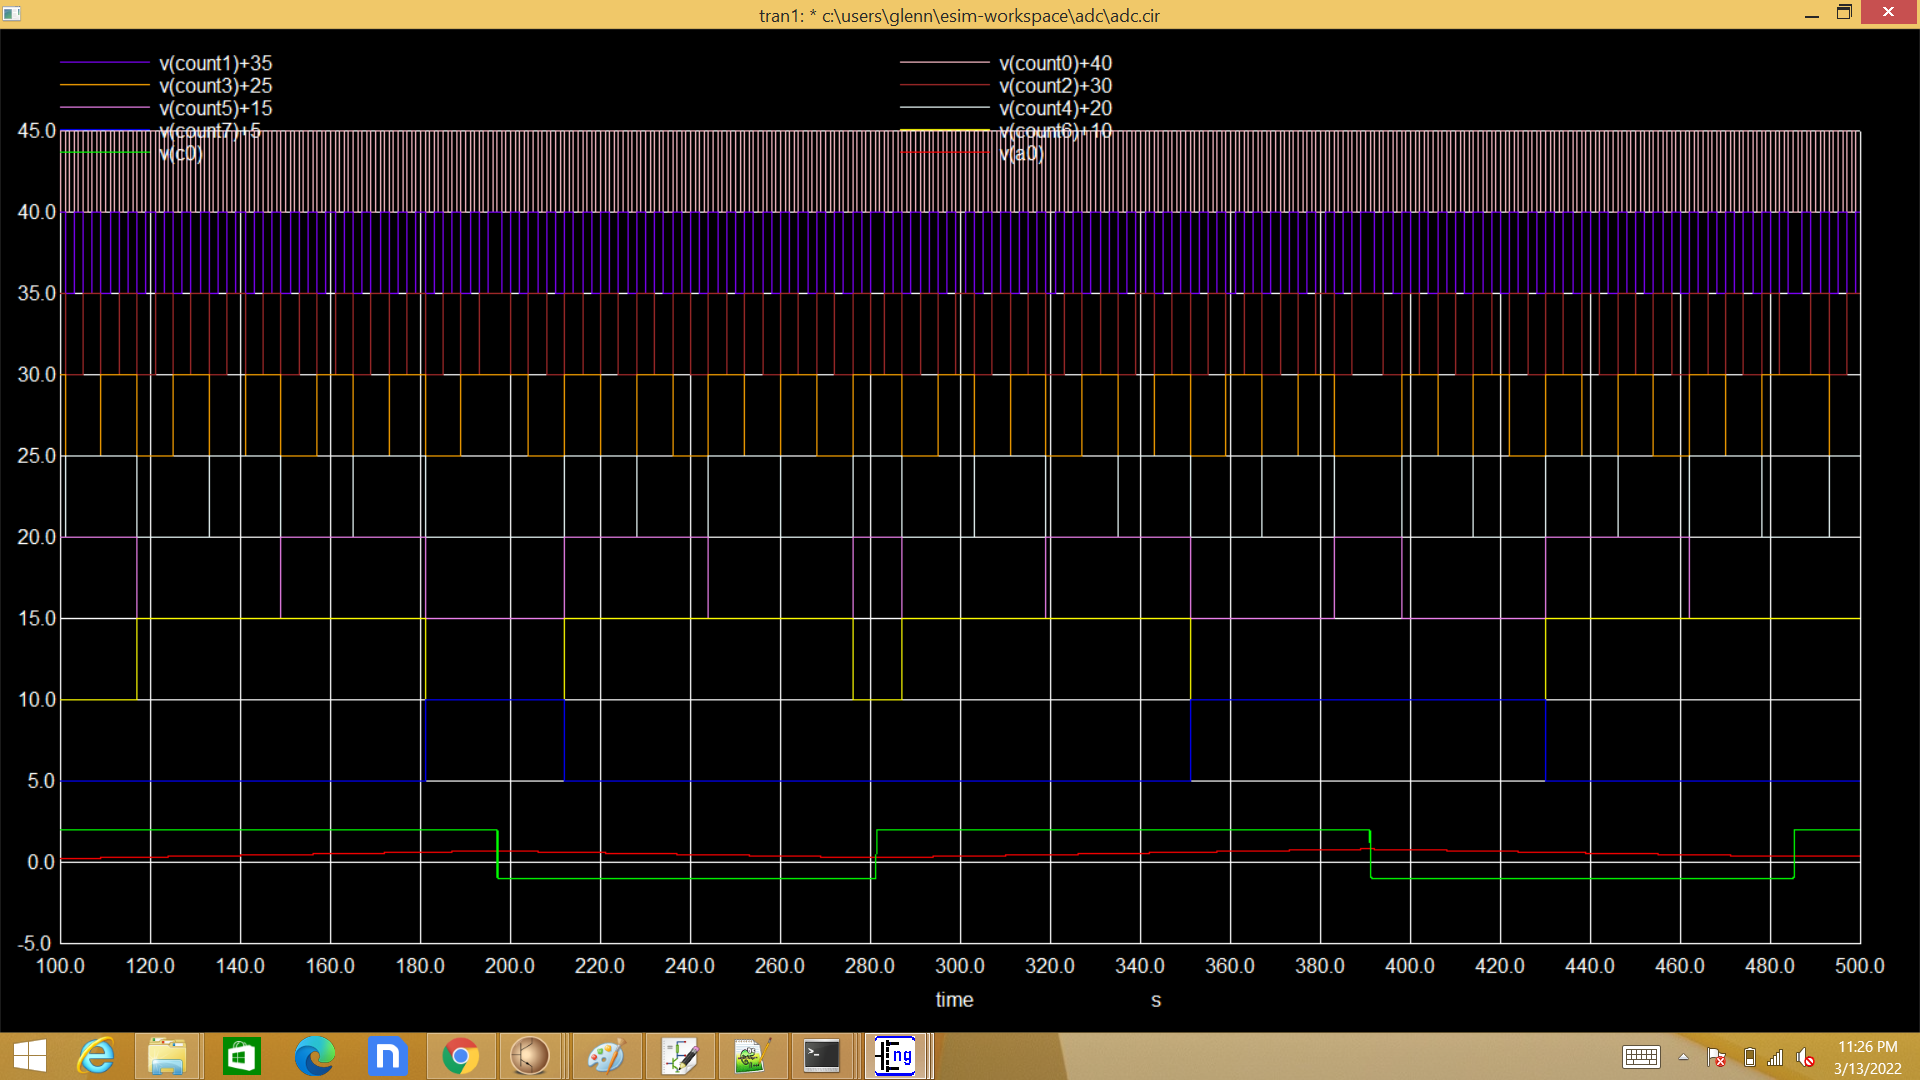 tran1: * c:\users\glenn\esim-workspace\adc\adc.cir
v(count1)+35 v(count0)+40
v(count3)+25 v(count2)+30
v(count5)+15 v(count4)+20
v(count7)+5 v(count6)+10
v(c0) v(a0)
45.0
40.0
35.0
30.0
25.0
20.0
15.0
10.0
5.0
0.0
-5.0
100.0 120.0 140.0 160.0 180.0 200.0 220.0 240.0 260.0 280.0 300.0 320.0 340.0 360.0 380.0 400.0 420.0 440.0 460.0 480.0 500.0
time s
n
>_
ng
11:26 PM
3/13/2022